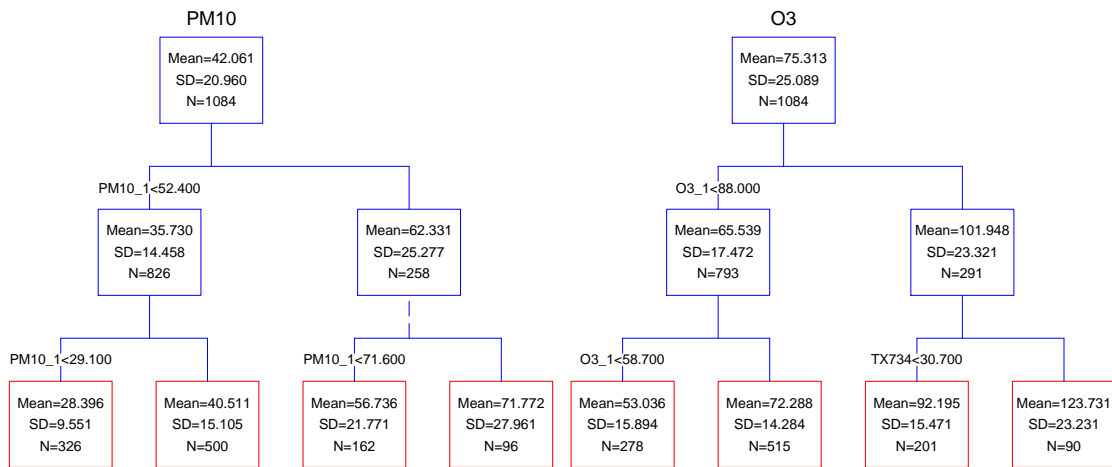 PM10
O3
Mean=42.061
SD=20.960
N=1084
Mean=75.313
SD=25.089
N=1084
PM10_1<52.400
O3_1<88.000
Mean=35.730
SD=14.458
N=826
Mean=62.331
SD=25.277
N=258
Mean=65.539
SD=17.472
N=793
Mean=101.948
SD=23.321
N=291
PM10_1<29.100
PM10_1<71.600
O3_1<58.700
TX734<30.700
Mean=28.396
SD=9.551
N=326
Mean=40.511
SD=15.105
N=500
Mean=56.736
SD=21.771
N=162
Mean=71.772
SD=27.961
N=96
Mean=53.036
SD=15.894
N=278
Mean=72.288
SD=14.284
N=515
Mean=92.195
SD=15.471
N=201
Mean=123.731
SD=23.231
N=90